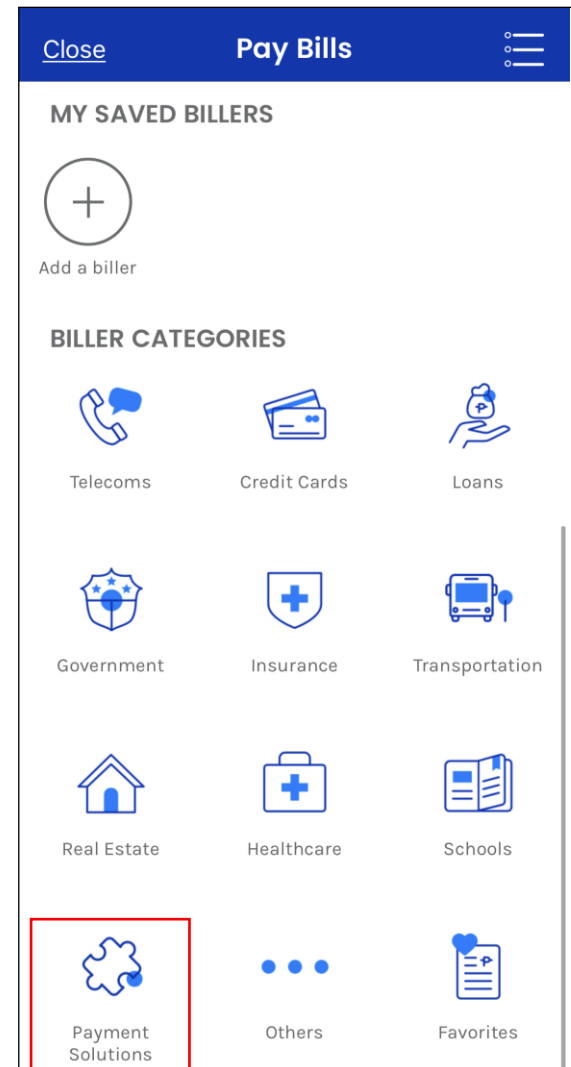 Close
Pay Bills
MY SAVED BILLERS
Add a biller
BILLER CATEGORIES
Telecoms
Credit Cards
Loans
Government
Insurance
Transportation
Real Estate
Healthcare
Schools
Payment
Solutions
Others
Favorites